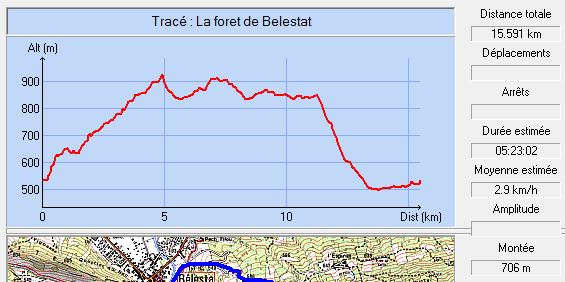 Tracé : La foret de Belestat
Alt (m)
900
800
700
600
500
0
5
10
Dist (km)
Distance totale
15.591 km
Déplacements
Arrêts
Durée estimée
05:23:02
Moyenne estimée
2.9 km/h
Amplitude
Montée
706 m
Bélesta